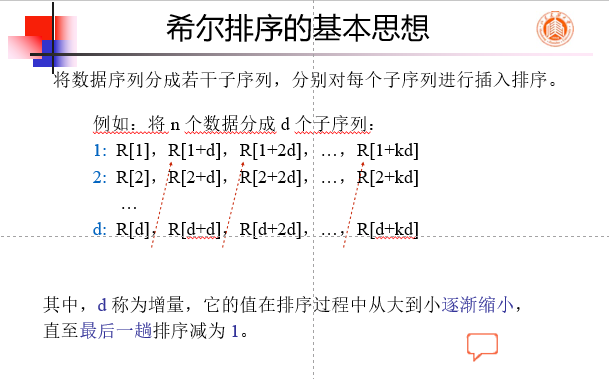 希尔排序的基本思想
将数据序列分成若干子序列，分别对每个子序列进行插入排序。
例如：将 n 个数据分成 d 个子序列：
1: R[1]，R[1+d]，R[1+2d]，…，R[1+kd]
2: R[2]，R[2+d]，R[2+2d]，…，R[2+kd]
…
d: R[d]，R[d+d]，R[d+2d]，…，R[d+kd]
其中，d 称为增量，它的值在排序过程中从大到小逐渐缩小，
直至最后一趟排序减为 1。